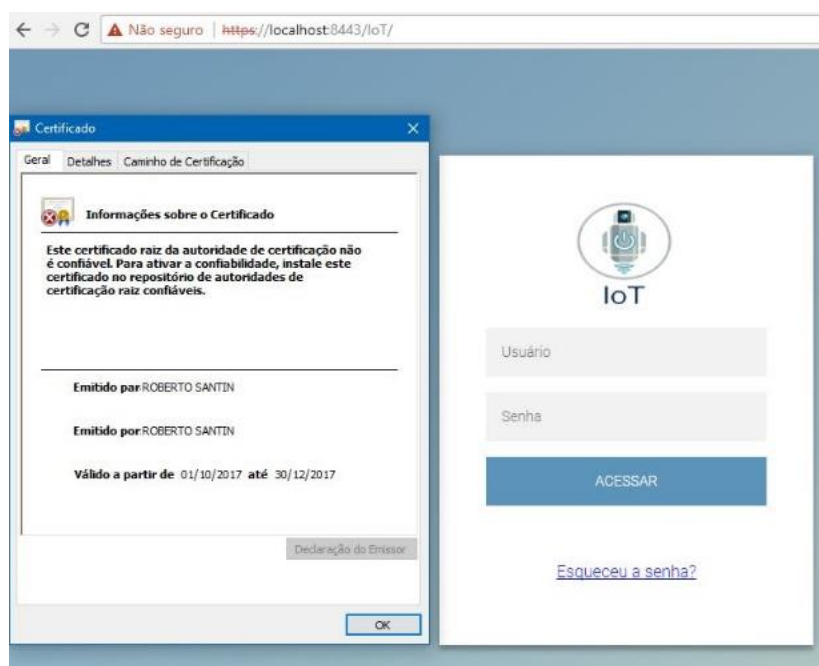 Não seguro | https://localhost:8443/IoT/
Certificado
Geral Detalhes Caminho de Certificação
Informações sobre o Certificado
Este certificado raiz da autoridade de certificação não
é confiável. Para ativar a confiabilidade, instale este
certificado no repositório de autoridades de
certificação raiz confiáveis.
Emitido para ROBERTO SANTIN
Emitido por ROBERTO SANTIN
Válido a partir de 01/10/2017 até 30/12/2017
Declaração do Emissor
OK
IoT
Usuário
Senha
ACESSAR
Esqueceu a senha?